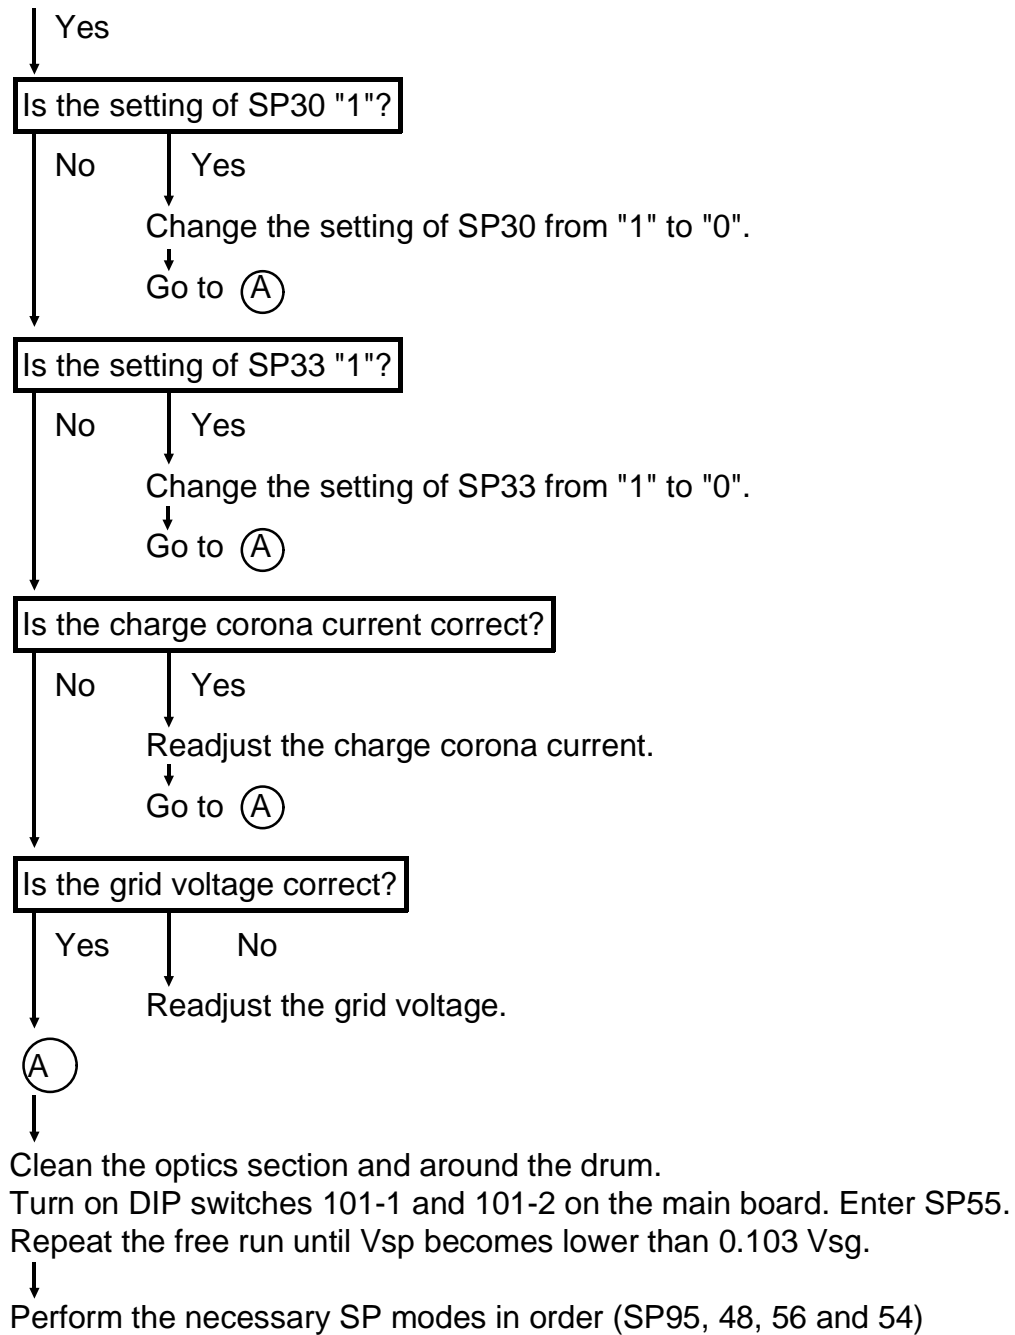 Yes
Is the setting of SP30 "1"?
No Yes
Change the setting of SP30 from "1" to "0".
Go to A
Is the setting of SP33 "1"?
No Yes
Change the setting of SP33 from "1" to "0".
Go to A
Is the charge corona current correct?
No Yes
Readjust the charge corona current.
Go to A
Is the grid voltage correct?
Yes No
Readjust the grid voltage.
A
Clean the optics section and around the drum.
Turn on DIP switches 101-1 and 101-2 on the main board. Enter SP55.
Repeat the free run until Vsp becomes lower than 0.103 Vsg.
Perform the necessary SP modes in order (SP95, 48, 56 and 54)